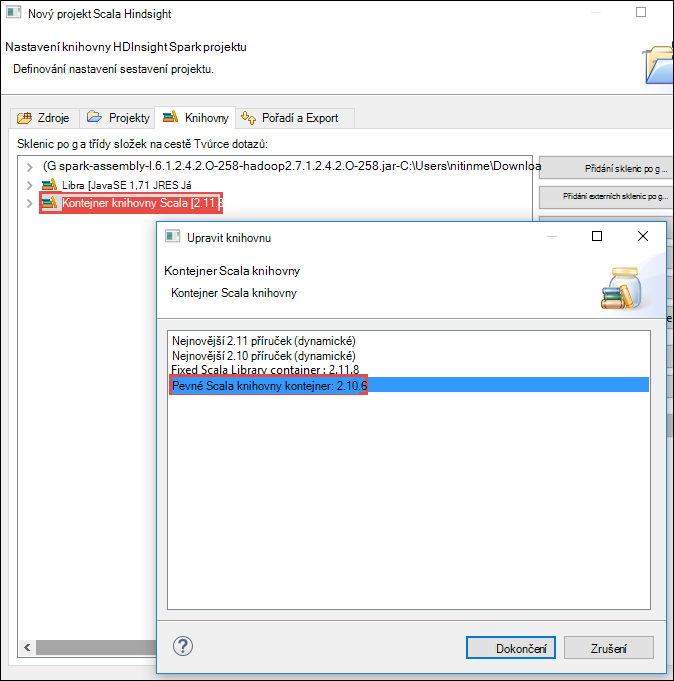 Nový projekt Scala Hindsight
Nastavení knihovny HDInsight Spark projektu
Definování nastavení sestavení projektu.
Zdroje Projekty Knihovny Pořadí a Export
Sklenic po g a třídy složek na cestě Tvůrce dotazů:
(G spark-assembly-l.6.1.2.4.2.O-258-hadoop2.7.1.2.4.2.O-258.jar-C:\Users\nitinme\Downloa
Přidání sklenic po g ...
Libra [JavaSE 1,71 JRES Já
Přidání externích sklenic po g...
Kontejner knihovny Scala [2.11.8
Upravit knihovnu
Kontejner Scala knihovny
Kontejner Scala knihovny
Nejnovější 2.11 příruček (dynamické)
Nejnovější 2.10 příruček (dynamické)
Fixed Scala Library container : 2.11.8
Pevné Scala knihovny kontejner: 2.10.6
Dokončení Zrušení